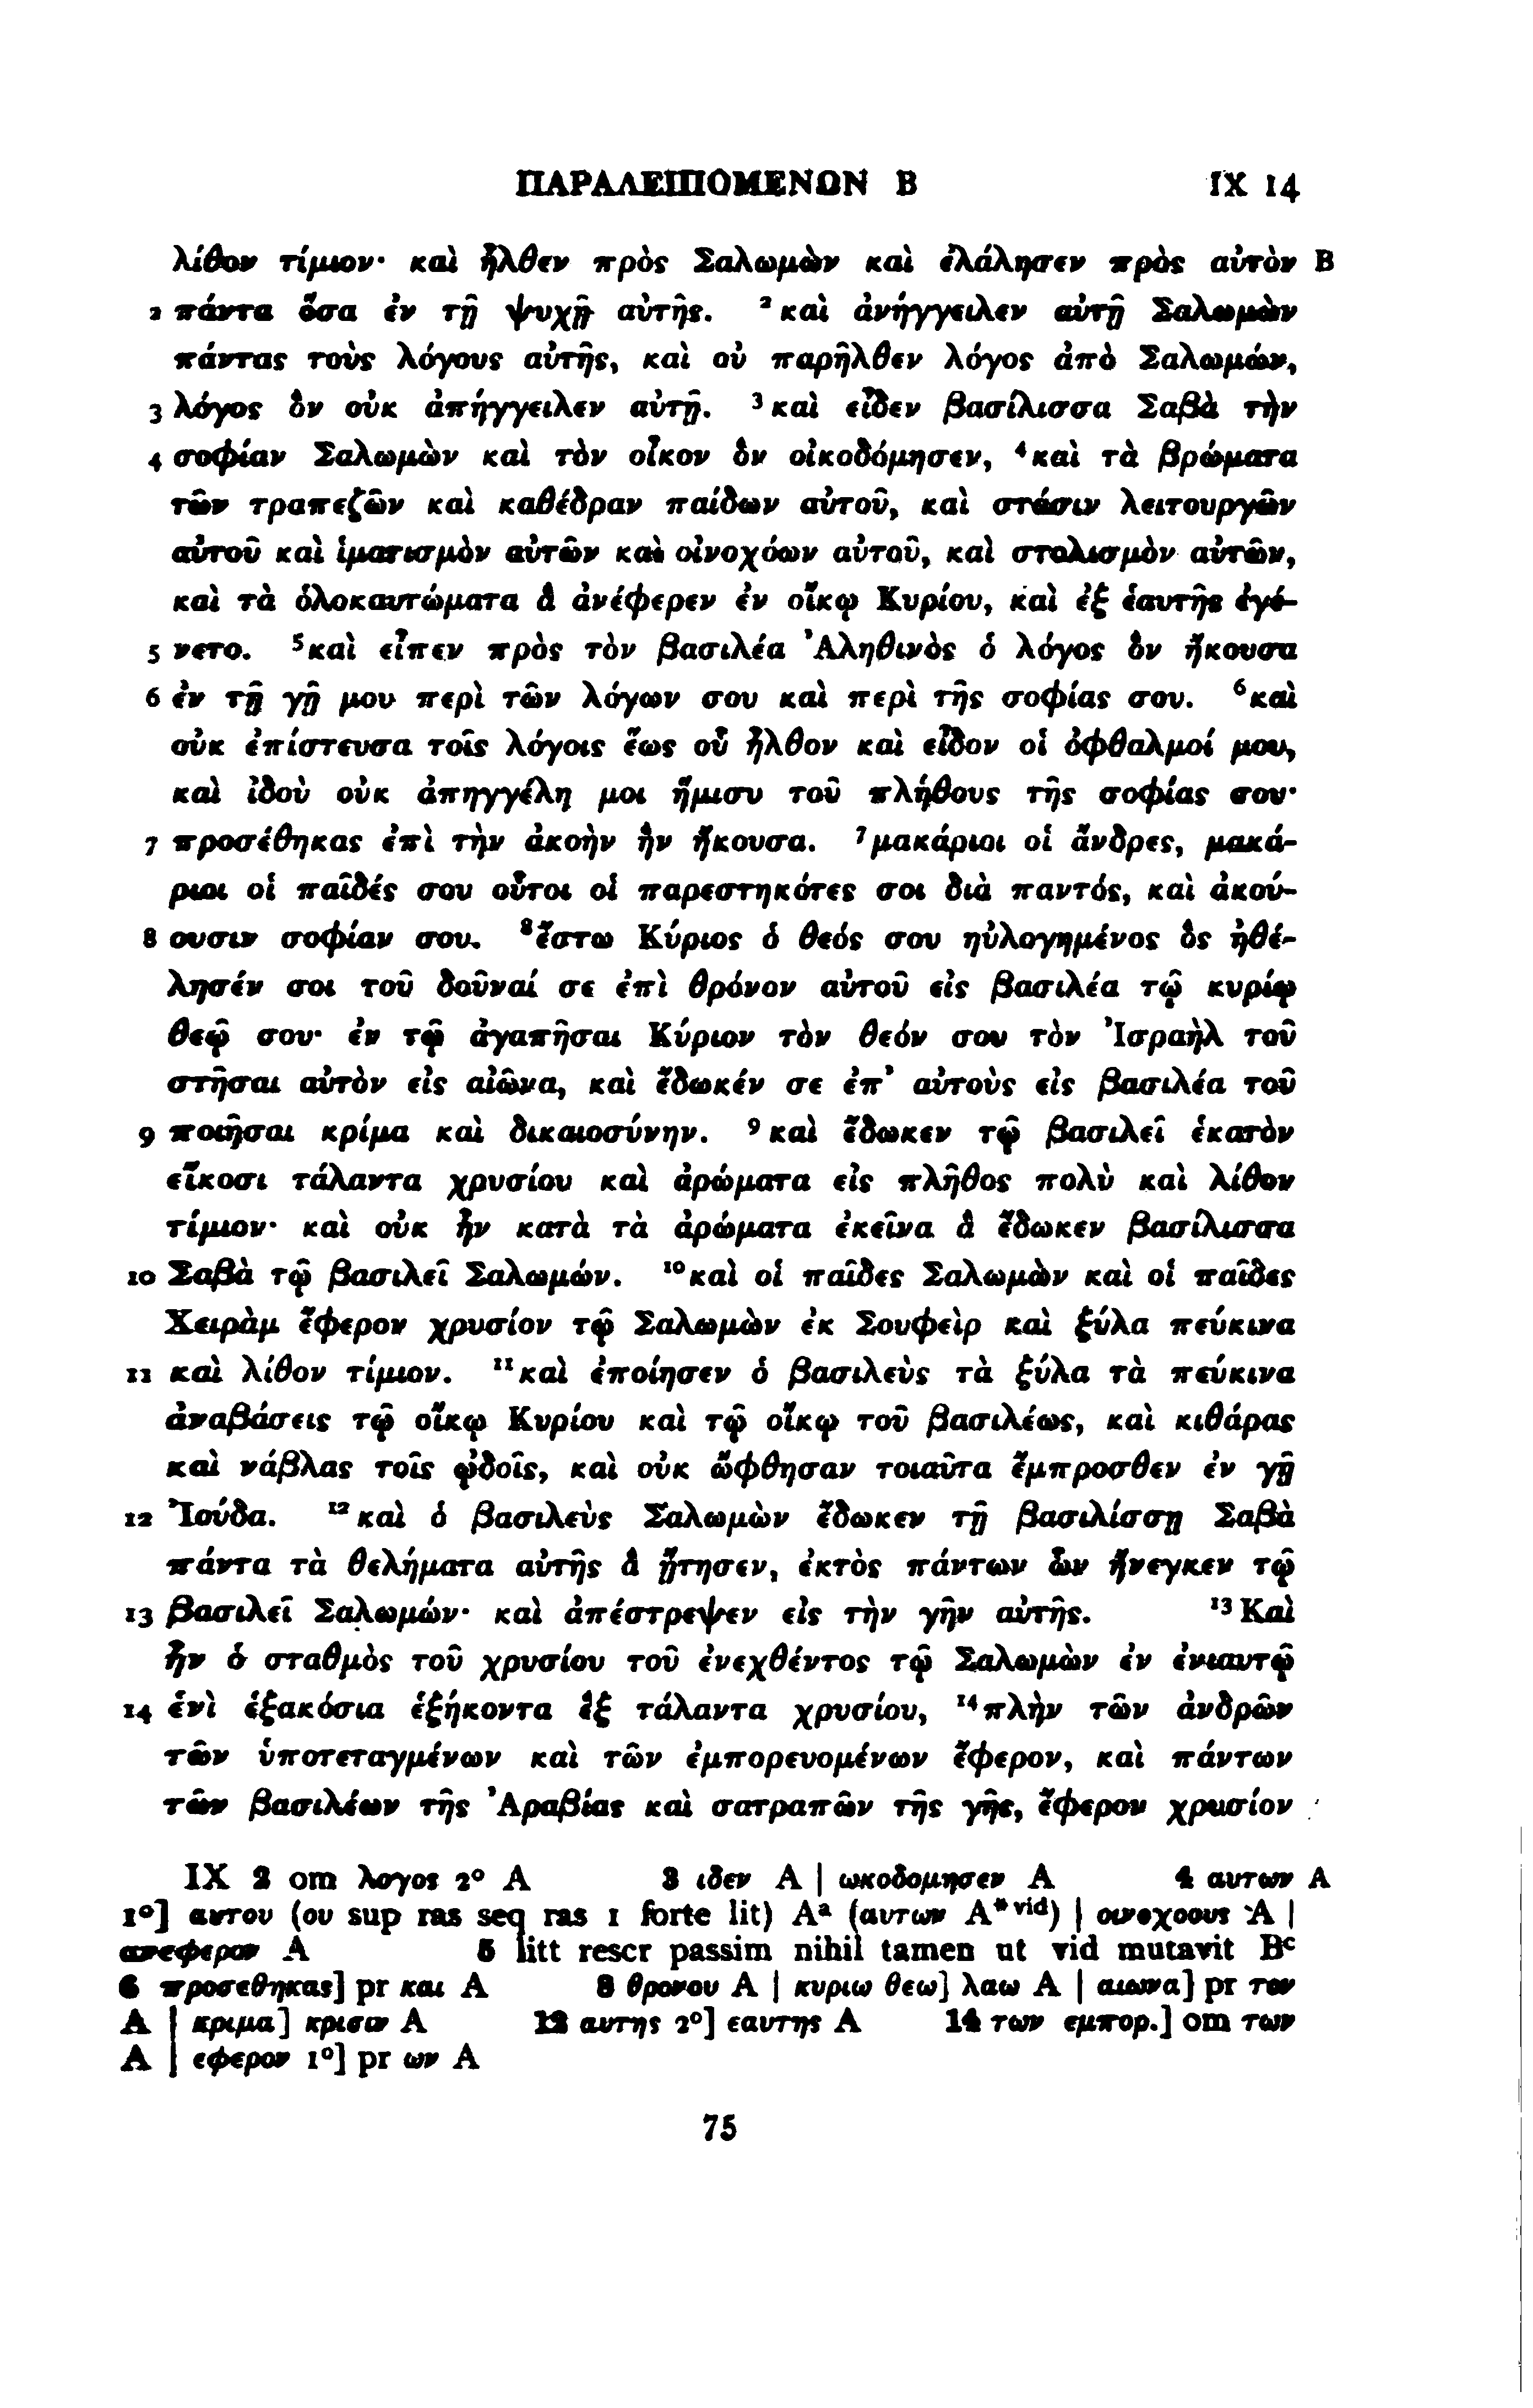 ΠΑΡΑΛΕΙΠΟΜΕΝΩΝ Β IX 14
λίθον τίμιον· καὶ ἦλθεν πρὸς Σαλωμὼν καὶ ἐλάλησεν πρὸς αὐτὸν B
2 πάντα ὅσα ἐν τῇ ψυχῇ αὐτῆς. ²καὶ ἀνήγγειλεν αὐτῇ Σαλωμὼν
πάντας τοὺς λόγους αὐτῆς, καὶ οὐ παρῆλθεν λόγος ἀπὸ Σαλωμών,
3 λόγος ὃν οὐκ ἀπήγγειλεν αὐτῇ. ³καὶ εἶδεν βασίλισσα Σαβὰ τὴν
4 σοφίαν Σαλωμὼν καὶ τὸν οἶκον ὃν οἰκοδόμησεν, ⁴καὶ τὰ βρώματα
τῶν τραπεζῶν καὶ καθέδραν παίδων αὐτοῦ, καὶ στάσιν λειτουργῶν
αὐτοῦ καὶ ἱματισμὸν αὐτῶν καὶ οἰνοχόων αὐτοῦ, καὶ στολισμὸν αὐτῶν,
καὶ τὰ ὁλοκαυτώματα ἃ ἀνέφερεν ἐν οἴκῳ Κυρίου, καὶ ἐξ ἑαυτῆς ἐγέ-
5 νετο. ⁵καὶ εἶπεν πρὸς τὸν βασιλέα Ἀληθινὸς ὁ λόγος ὃν ἤκουσα
6 ἐν τῇ γῇ μου περὶ τῶν λόγων σου καὶ περὶ τῆς σοφίας σου. ⁶καὶ
οὐκ ἐπίστευσα τοῖς λόγοις ἕως οὗ ἦλθον καὶ εἶδον οἱ ὀφθαλμοί μου,
καὶ ἰδοὺ οὐκ ἀπηγγέλη μοι ἥμισυ τοῦ πλήθους τῆς σοφίας σου·
7 προσέθηκας ἐπὶ τὴν ἀκοὴν ἣν ἤκουσα. ⁷μακάριοι οἱ ἄνδρες, μακά-
ριοι οἱ παῖδές σου οὗτοι οἱ παρεστηκότες σοι διὰ παντός, καὶ ἀκού-
8 ουσιν σοφίαν σου. ⁸ἔστω Κύριος ὁ θεός σου ηὐλογημένος ὃς ἠθέ-
λησέν σοι τοῦ δοῦναί σε ἐπὶ θρόνον αὐτοῦ εἰς βασιλέα τῷ κυρίῳ
θεῷ σου· ἐν τῷ ἀγαπῆσαι Κύριον τὸν θεόν σου τὸν Ἰσραὴλ τοῦ
στῆσαι αὐτὸν εἰς αἰῶνα, καὶ ἔδωκέν σε ἐπ᾽ αὐτοὺς εἰς βασιλέα τοῦ
9 ποιῆσαι κρίμα καὶ δικαιοσύνην. ⁹καὶ ἔδωκεν τῷ βασιλεῖ ἑκατὸν
εἴκοσι τάλαντα χρυσίου καὶ ἀρώματα εἰς πλῆθος πολὺ καὶ λίθον
τίμιον· καὶ οὐκ ἦν κατὰ τὰ ἀρώματα ἐκεῖνα ἃ ἔδωκεν βασίλισσα
10 Σαβὰ τῷ βασιλεῖ Σαλωμών. ¹⁰καὶ οἱ παῖδες Σαλωμὼν καὶ οἱ παῖδες
Χειρὰμ ἔφερον χρυσίον τῷ Σαλωμὼν ἐκ Σουφεὶρ καὶ ξύλα πεύκινα
11 καὶ λίθον τίμιον. ¹¹καὶ ἐποίησεν ὁ βασιλεὺς τὰ ξύλα τὰ πεύκινα
ἀναβάσεις τῷ οἴκῳ Κυρίου καὶ τῷ οἴκῳ τοῦ βασιλέως, καὶ κιθάρας
καὶ νάβλας τοῖς ᾠδοῖς, καὶ οὐκ ὤφθησαν τοιαῦτα ἔμπροσθεν ἐν γῇ
12 Ἰούδα. ¹²καὶ ὁ βασιλεὺς Σαλωμὼν ἔδωκεν τῇ βασιλίσσῃ Σαβὰ
πάντα τὰ θελήματα αὐτῆς ἃ ᾔτησεν, ἐκτὸς πάντων ὧν ἤνεγκεν τῷ
13 βασιλεῖ Σαλωμών· καὶ ἀπέστρεψεν εἰς τὴν γῆν αὐτῆς. ¹³Καὶ
ἦν ὁ σταθμὸς τοῦ χρυσίου τοῦ ἐνεχθέντος τῷ Σαλωμὼν ἐν ἐνιαυτῷ
14 ἑνὶ ἑξακόσια ἑξήκοντα ἓξ τάλαντα χρυσίου, ¹⁴πλὴν τῶν ἀνδρῶν
τῶν ὑποτεταγμένων καὶ τῶν ἐμπορευομένων ἔφερον, καὶ πάντων
τῶν βασιλέων τῆς Ἀραβίας καὶ σατραπῶν τῆς γῆς, ἔφερον χρυσίον
IX 2 om λογος 2° A 3 ιδεν A | ωκοδομησεν A 4 αυτων A
1°] αυτου (ου sup ras seq ras 1 forte lit) Aᵃ (αυτων A*ᵛⁱᵈ) | οινοχοους A |
ανεφερον A 5 litt rescr passim nihil tamen ut vid mutavit Bᶜ
6 προσεθηκας] pr και A 8 θρονου A | κυριω θεω] λαω A | αιωνα] pr τον
A | κριμα] κρισιν A 12 αυτης 2°] εαυτης A 14 των εμπορ.] om των
A | εφερον 1°] pr ων A
75